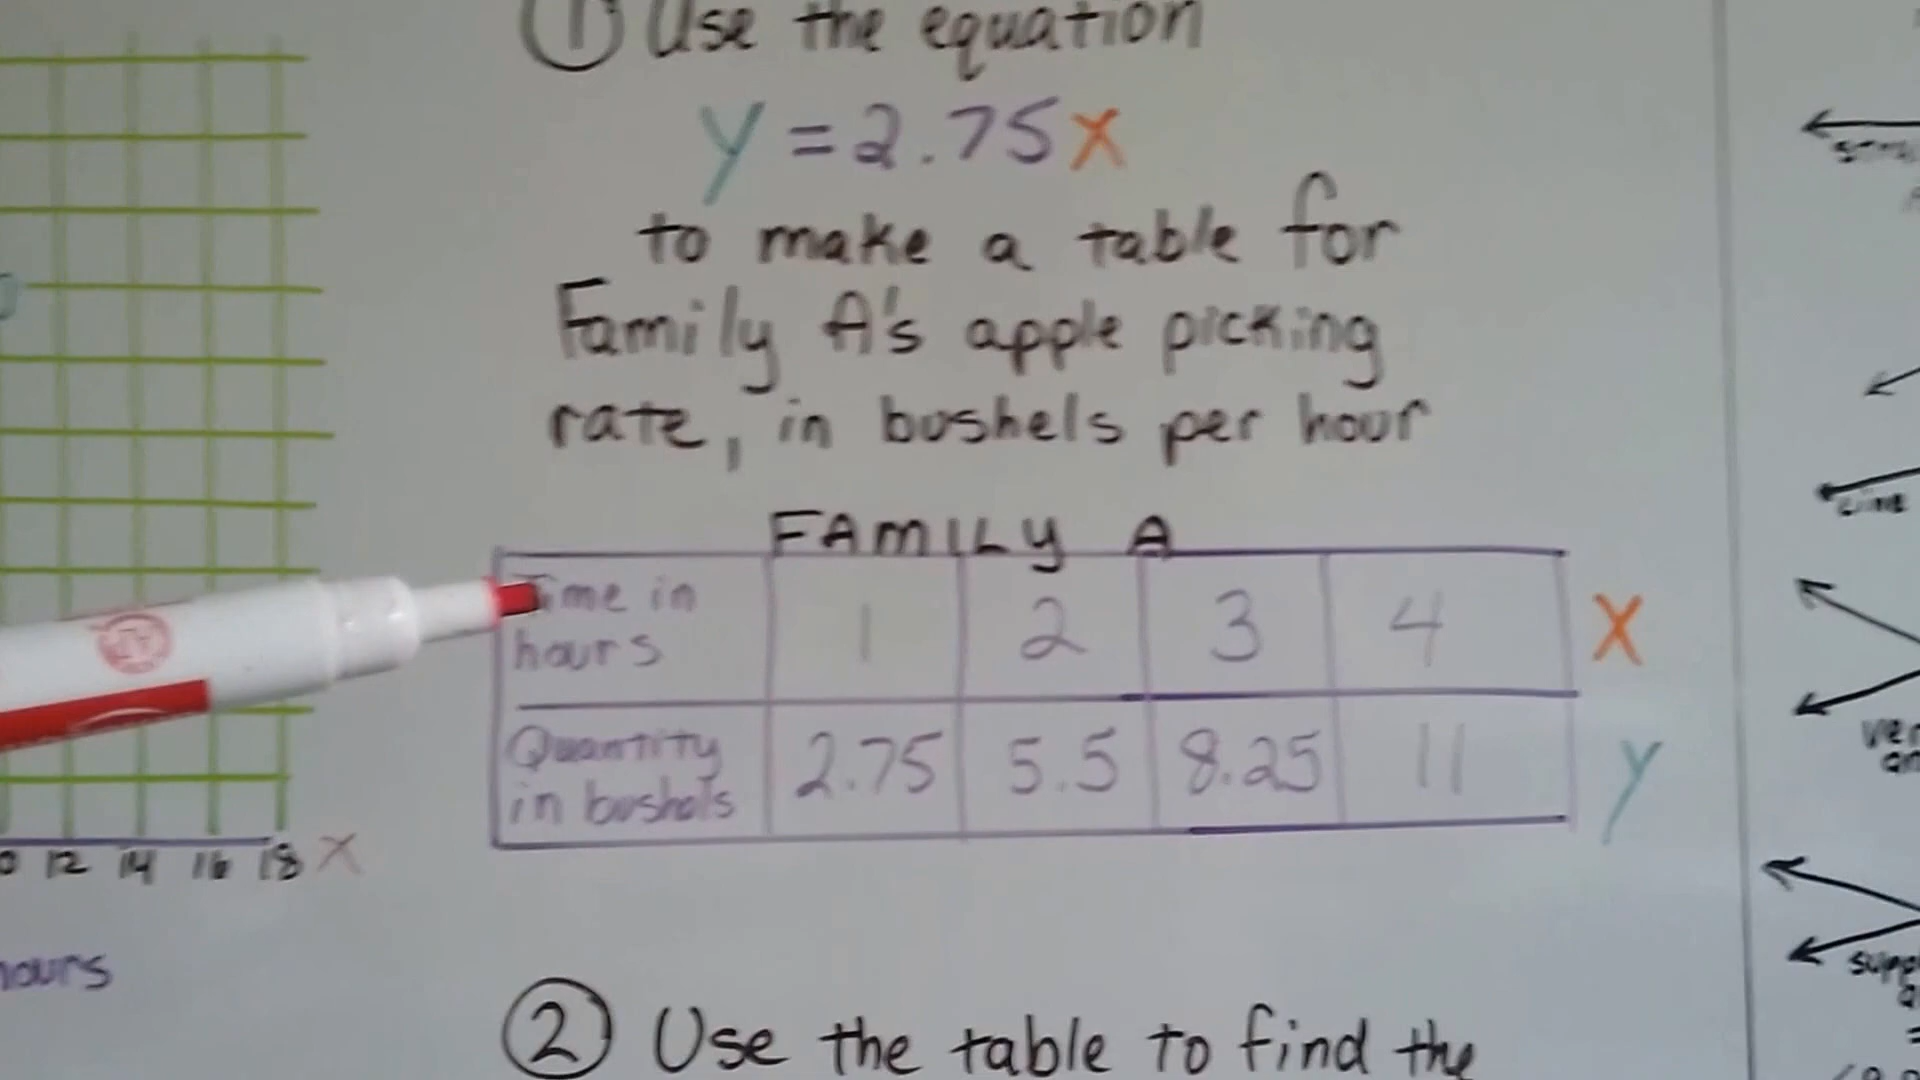 ① Use the equation
y = 2.75x
to make a table for
Family A's apple picking
rate, in bushels per hour
FAMILY A
Time in hours 1 2 3 4 X
Quantity in bushels 2.75 5.5 8.25 11 y
② Use the table to find the
12 14 16 18 X
hours
Line